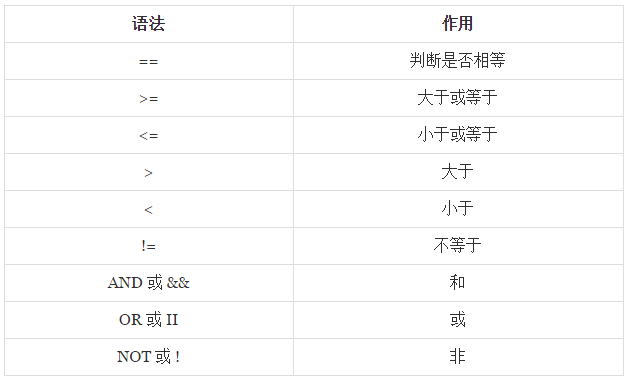 语法 作用
== 判断是否相等
>= 大于或等于
<= 小于或等于
> 大于
< 小于
!= 不等于
AND 或 && 和
OR 或 II 或
NOT 或 ! 非